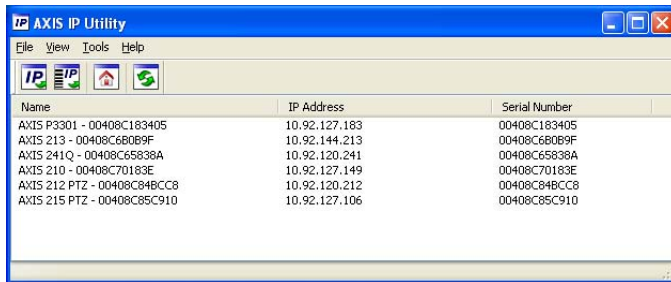 IP AXIS IP Utility
File View Tools Help
IP IP
Name IP Address Serial Number
AXIS P3301 - 00408C183405 10.92.127.183 00408C183405
AXIS 213 - 00408C6B0B9F 10.92.144.213 00408C6B0B9F
AXIS 241Q - 00408C65838A 10.92.120.241 00408C65838A
AXIS 210 - 00408C70183E 10.92.127.149 00408C70183E
AXIS 212 PTZ - 00408C84BCC8 10.92.120.212 00408C84BCC8
AXIS 215 PTZ - 00408C85C910 10.92.127.106 00408C85C910